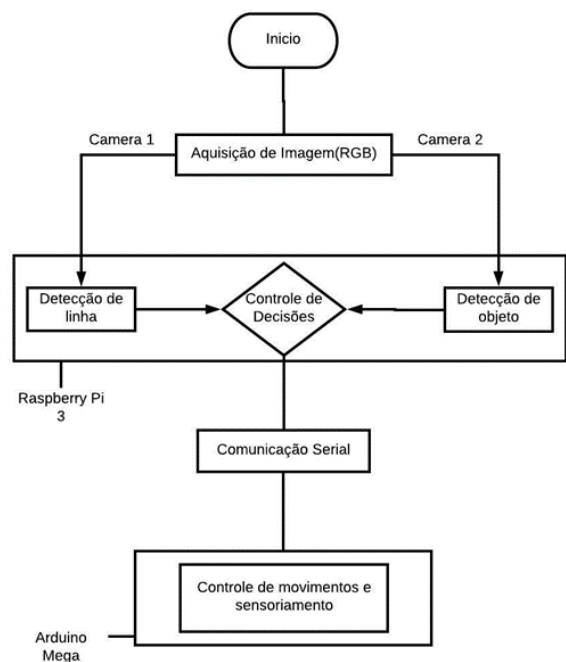 Inicio
Camera 1
Aquisição de Imagem(RGB)
Camera 2
Detecção de
linha
Controle de
Decisões
Detecção de
objeto
Raspberry Pi
3
Comunicação Serial
Controle de movimentos e
sensoriamento
Arduino
Mega